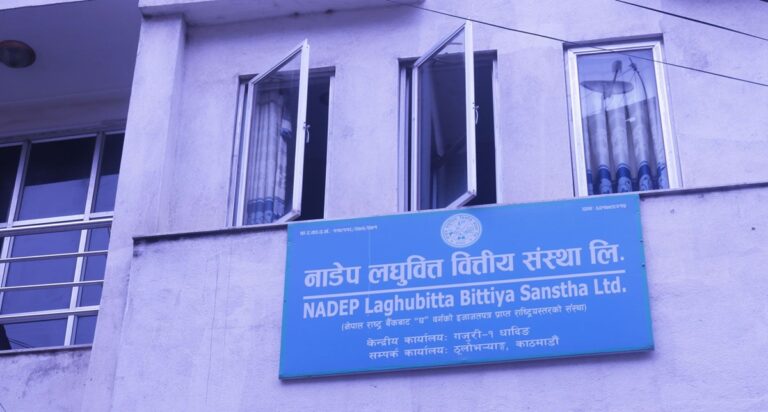 नाडेप लघुवित्त वित्तीय संस्था लि.
NADEP Laghubitta Bittiya Sanstha Ltd.
(नेपाल राष्ट्र बैंकबाट "घ" वर्गको इजाजतपत्र प्राप्त राष्ट्रियस्तरको संस्था)
केन्द्रीय कार्यालयः गजुरी-१ धादिङ
सम्पर्क कार्यालयः ठूलोभर्‍याङ, काठमाडौं